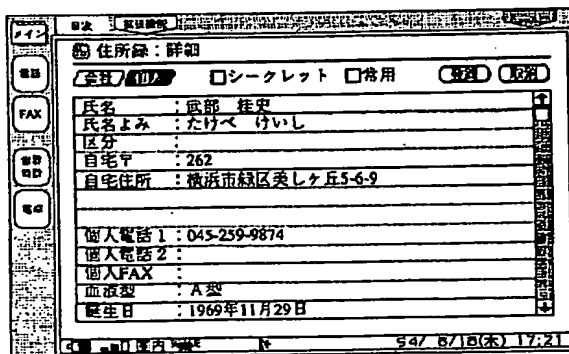 メイン
目次
住所録：詳細
会社/個人 □シークレット □常用 登録 取消
電話
FAX
氏名 ：武部 桂史
氏名よみ ：たけべ けいし
区分 ：
自宅〒 ：262
自宅住所 ：横浜市緑区美しヶ丘5-6-9
個人電話1 ：045-259-9874
個人電話2 ：
個人FAX ：
血液型 ：A型
誕生日 ：1969年11月29日
94/ 8/18(木) 17:21